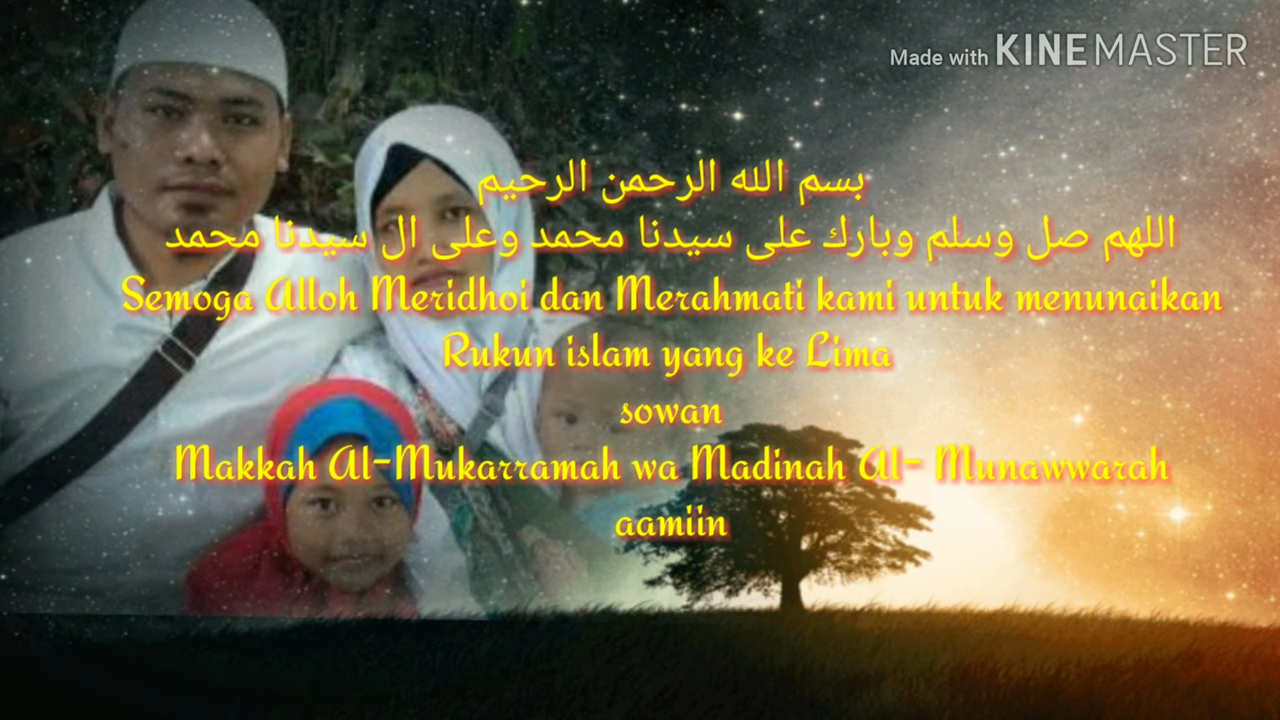 Made with KINEMASTER
بسم الله الرحمن الرحيم
اللهم صل وسلم وبارك على سيدنا محمد وعلى ال سيدنا محمد
Semoga Alloh Meridhoi dan Merahmati kami untuk menunaikan
Rukun islam yang ke Lima
sowan
Makkah Al-Mukarramah wa Madinah Al- Munawwarah
aamiin